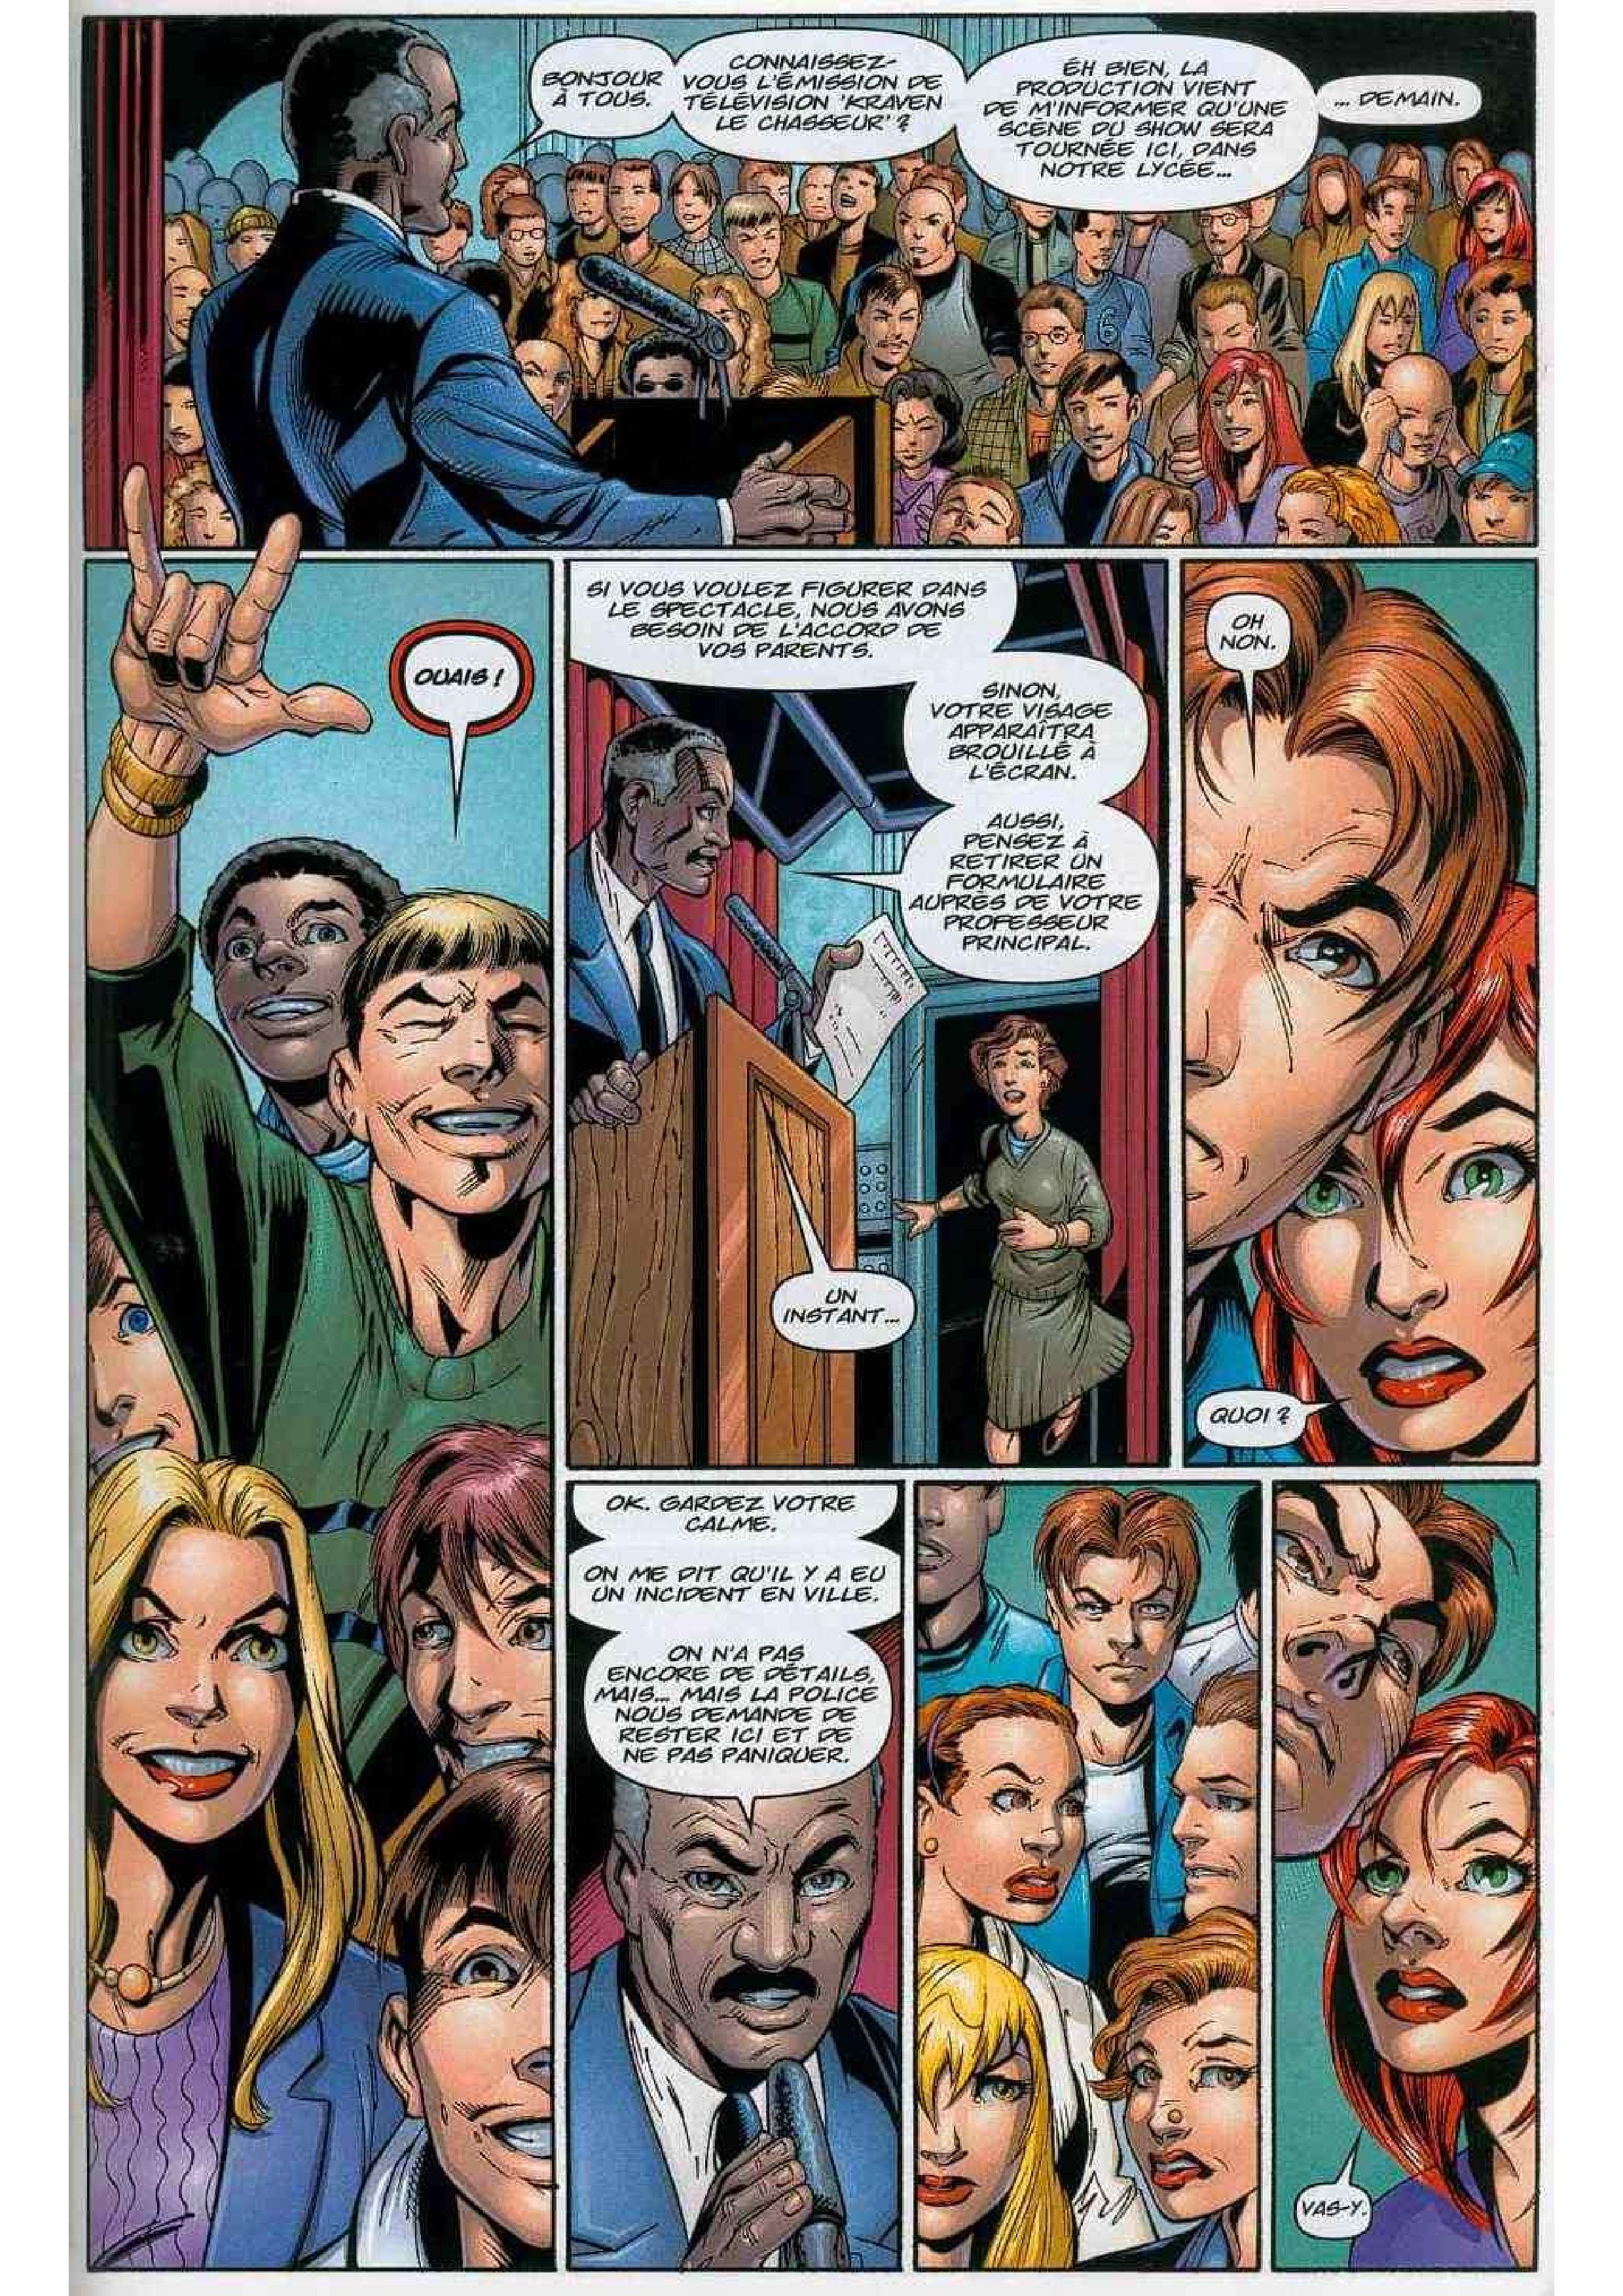 BONJOUR
À TOUS.
CONNAISSEZ-
VOUS L'ÉMISSION DE
TÉLÉVISION 'KRAVEN
LE CHASSEUR' ?
ÉH BIEN, LA
PRODUCTION VIENT
DE M'INFORMER QU'UNE
SCÈNE DU SHOW SERA
TOURNÉE ICI, DANS
NOTRE LYCÉE...
... DEMAIN.
6
OUAIS !
SI VOUS VOULEZ FIGURER DANS
LE SPECTACLE, NOUS AVONS
BESOIN DE L'ACCORD DE
VOS PARENTS.
SINON,
VOTRE VISAGE
APPARAÎTRA
BROUILLÉ À
L'ÉCRAN.
AUSSI,
PENSEZ À
RETIRER UN
FORMULAIRE
AUPRÈS DE VOTRE
PROFESSEUR
PRINCIPAL.
UN
INSTANT...
OH
NON.
QUOI ?
OK. GARDEZ VOTRE
CALME.
ON ME DIT QU'IL Y A EU
UN INCIDENT EN VILLE.
ON N'A PAS
ENCORE DE DÉTAILS,
MAIS... MAIS LA POLICE
NOUS DEMANDE DE
RESTER ICI ET DE
NE PAS PANIQUER.
VAS-Y.